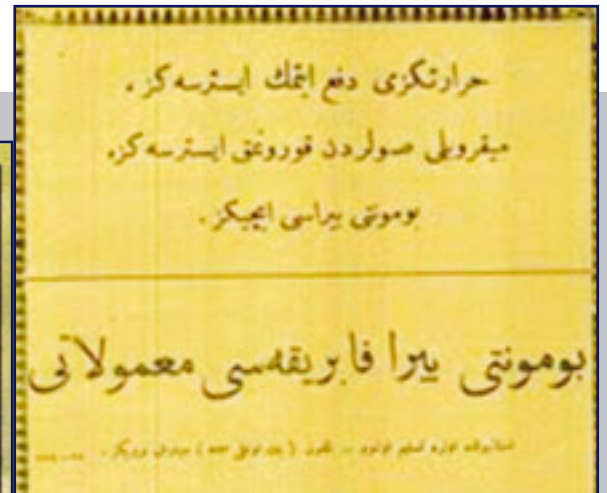 حرارتکزی دفع ایتمك ایسترسه کز ،
میقروبلی صولردن قورونمق ایسترسه کز،
بومونتی بیراسی ایچیکز .
بومونتی بیرا فابریقه‌سی معمولاتی